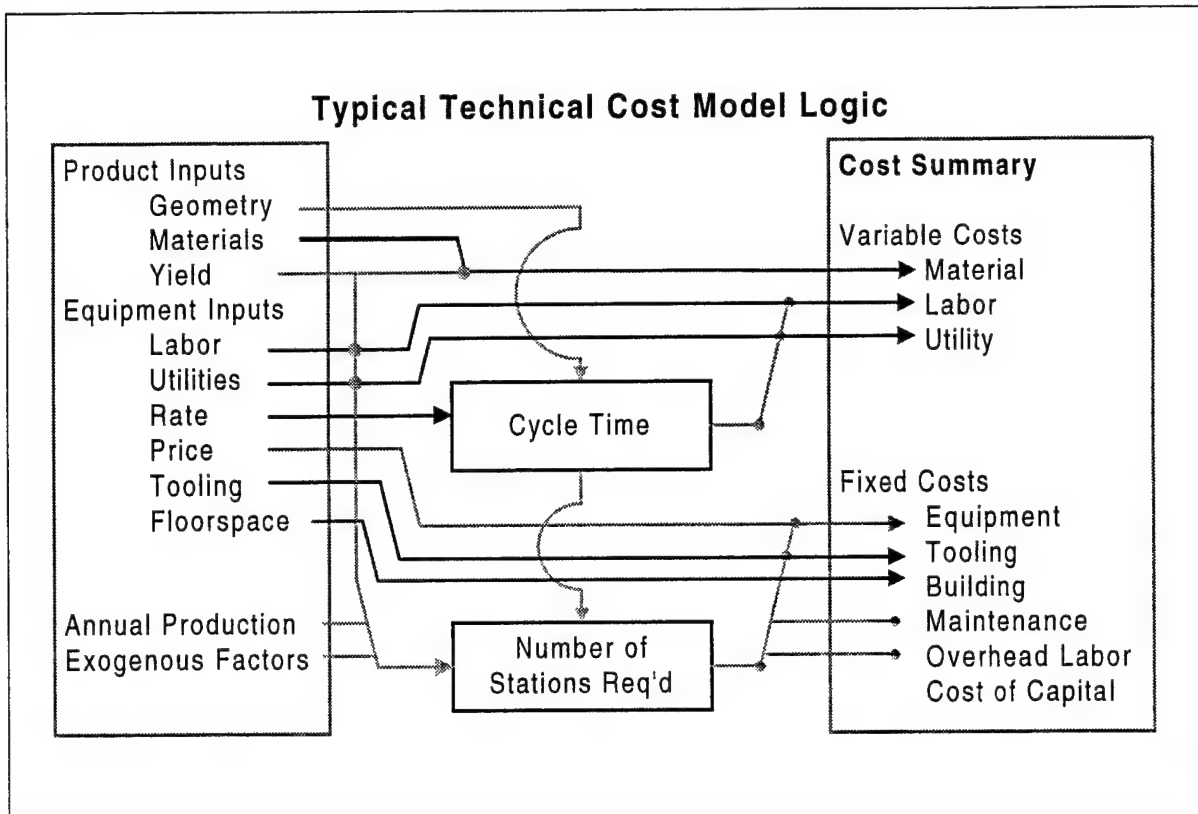 Typical Technical Cost Model Logic
Product Inputs
Geometry
Materials
Yield
Equipment Inputs
Labor
Utilities
Rate
Price
Tooling
Floorspace
Annual Production
Exogenous Factors
Cycle Time
Number of
Stations Req'd
Cost Summary
Variable Costs
Material
Labor
Utility
Fixed Costs
Equipment
Tooling
Building
Maintenance
Overhead Labor
Cost of Capital